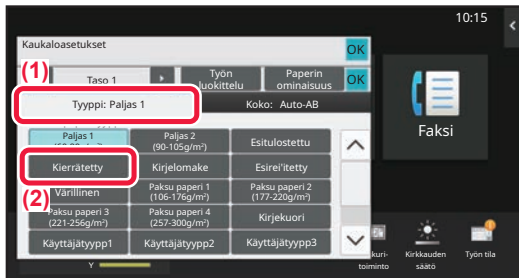 10:15
Kaukaloasetukset
OK
(1)
Taso 1
Työn
luokittelu
Paperin
ominaisuus
OK
Tyyppi: Paljas 1
Koko: Auto-AB
Paljas 1
Paljas 2
(90-105g/m²)
Esitulostettu
Kierrätetty
Kirjelomake
Esirei'itetty
(2)
Värillinen
Paksu paperi 1
(106-176g/m²)
Paksu paperi 2
(177-220g/m²)
Paksu paperi 3
(221-256g/m²)
Paksu paperi 4
(257-300g/m²)
Kirjekuori
Käyttäjätyypp1
Käyttäjätyypp2
Käyttäjätyypp3
Faksi
toiminto
Kirkkauden
säätö
Työn tila
Y